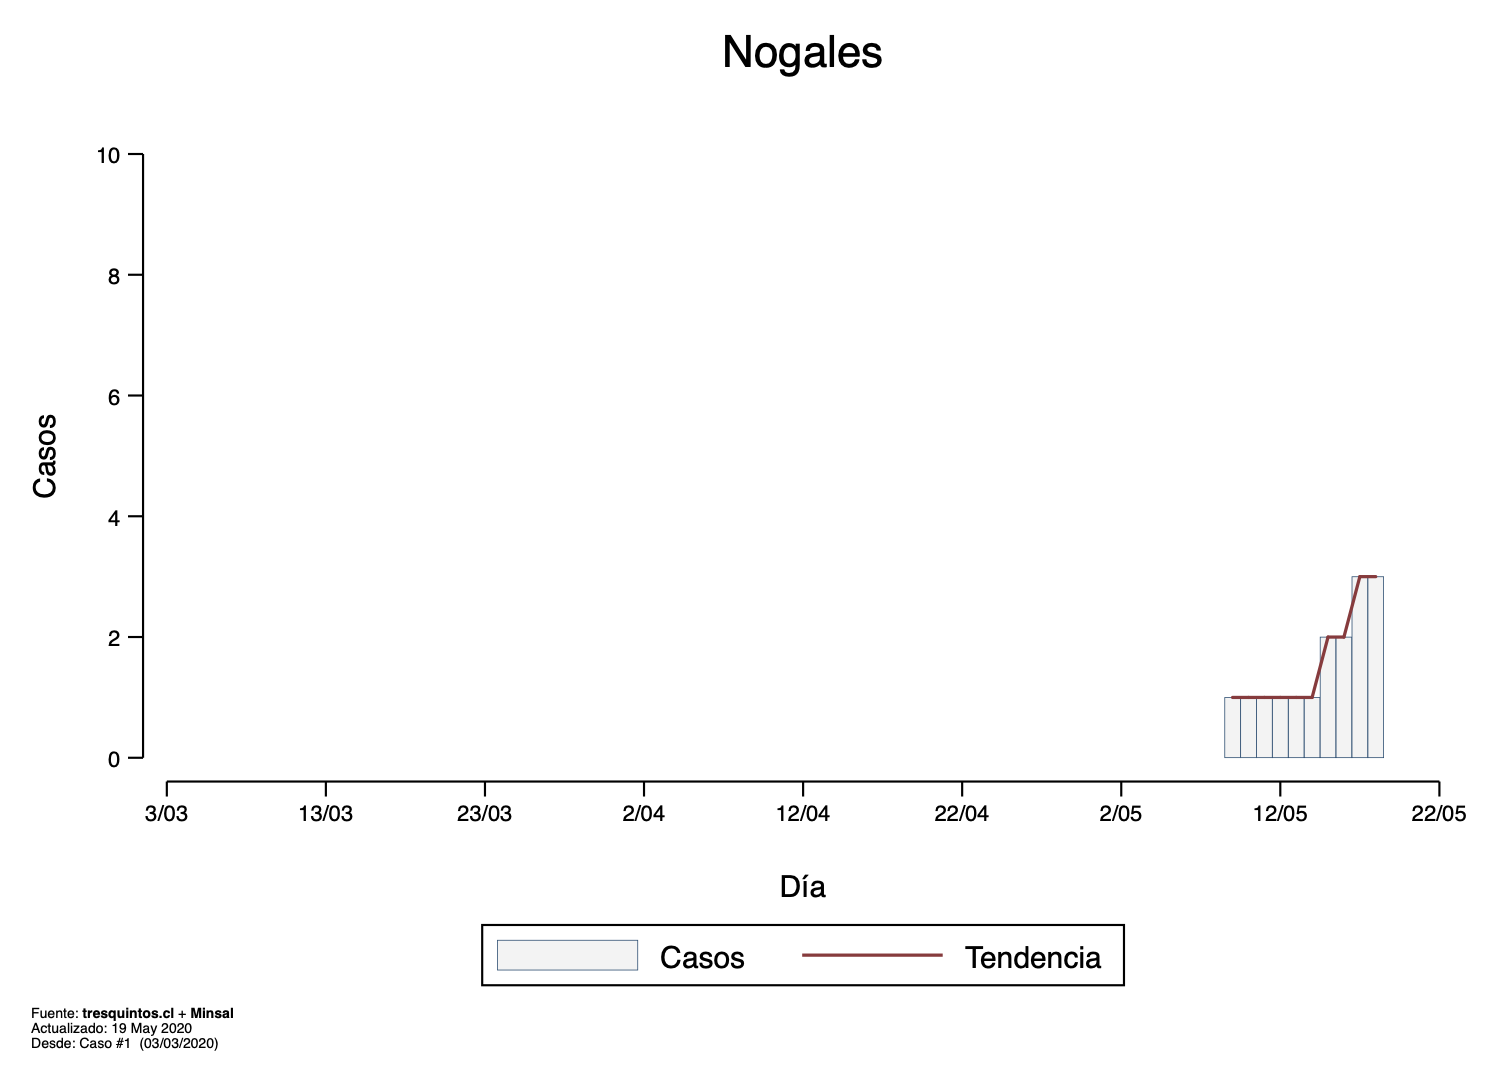 Nogales
Casos
10
8
6
4
2
0
3/03 13/03 23/03 2/04 12/04 22/04 2/05 12/05 22/05
Día
Casos Tendencia
Fuente: tresquintos.cl + Minsal
Actualizado: 19 May 2020
Desde: Caso #1 (03/03/2020)